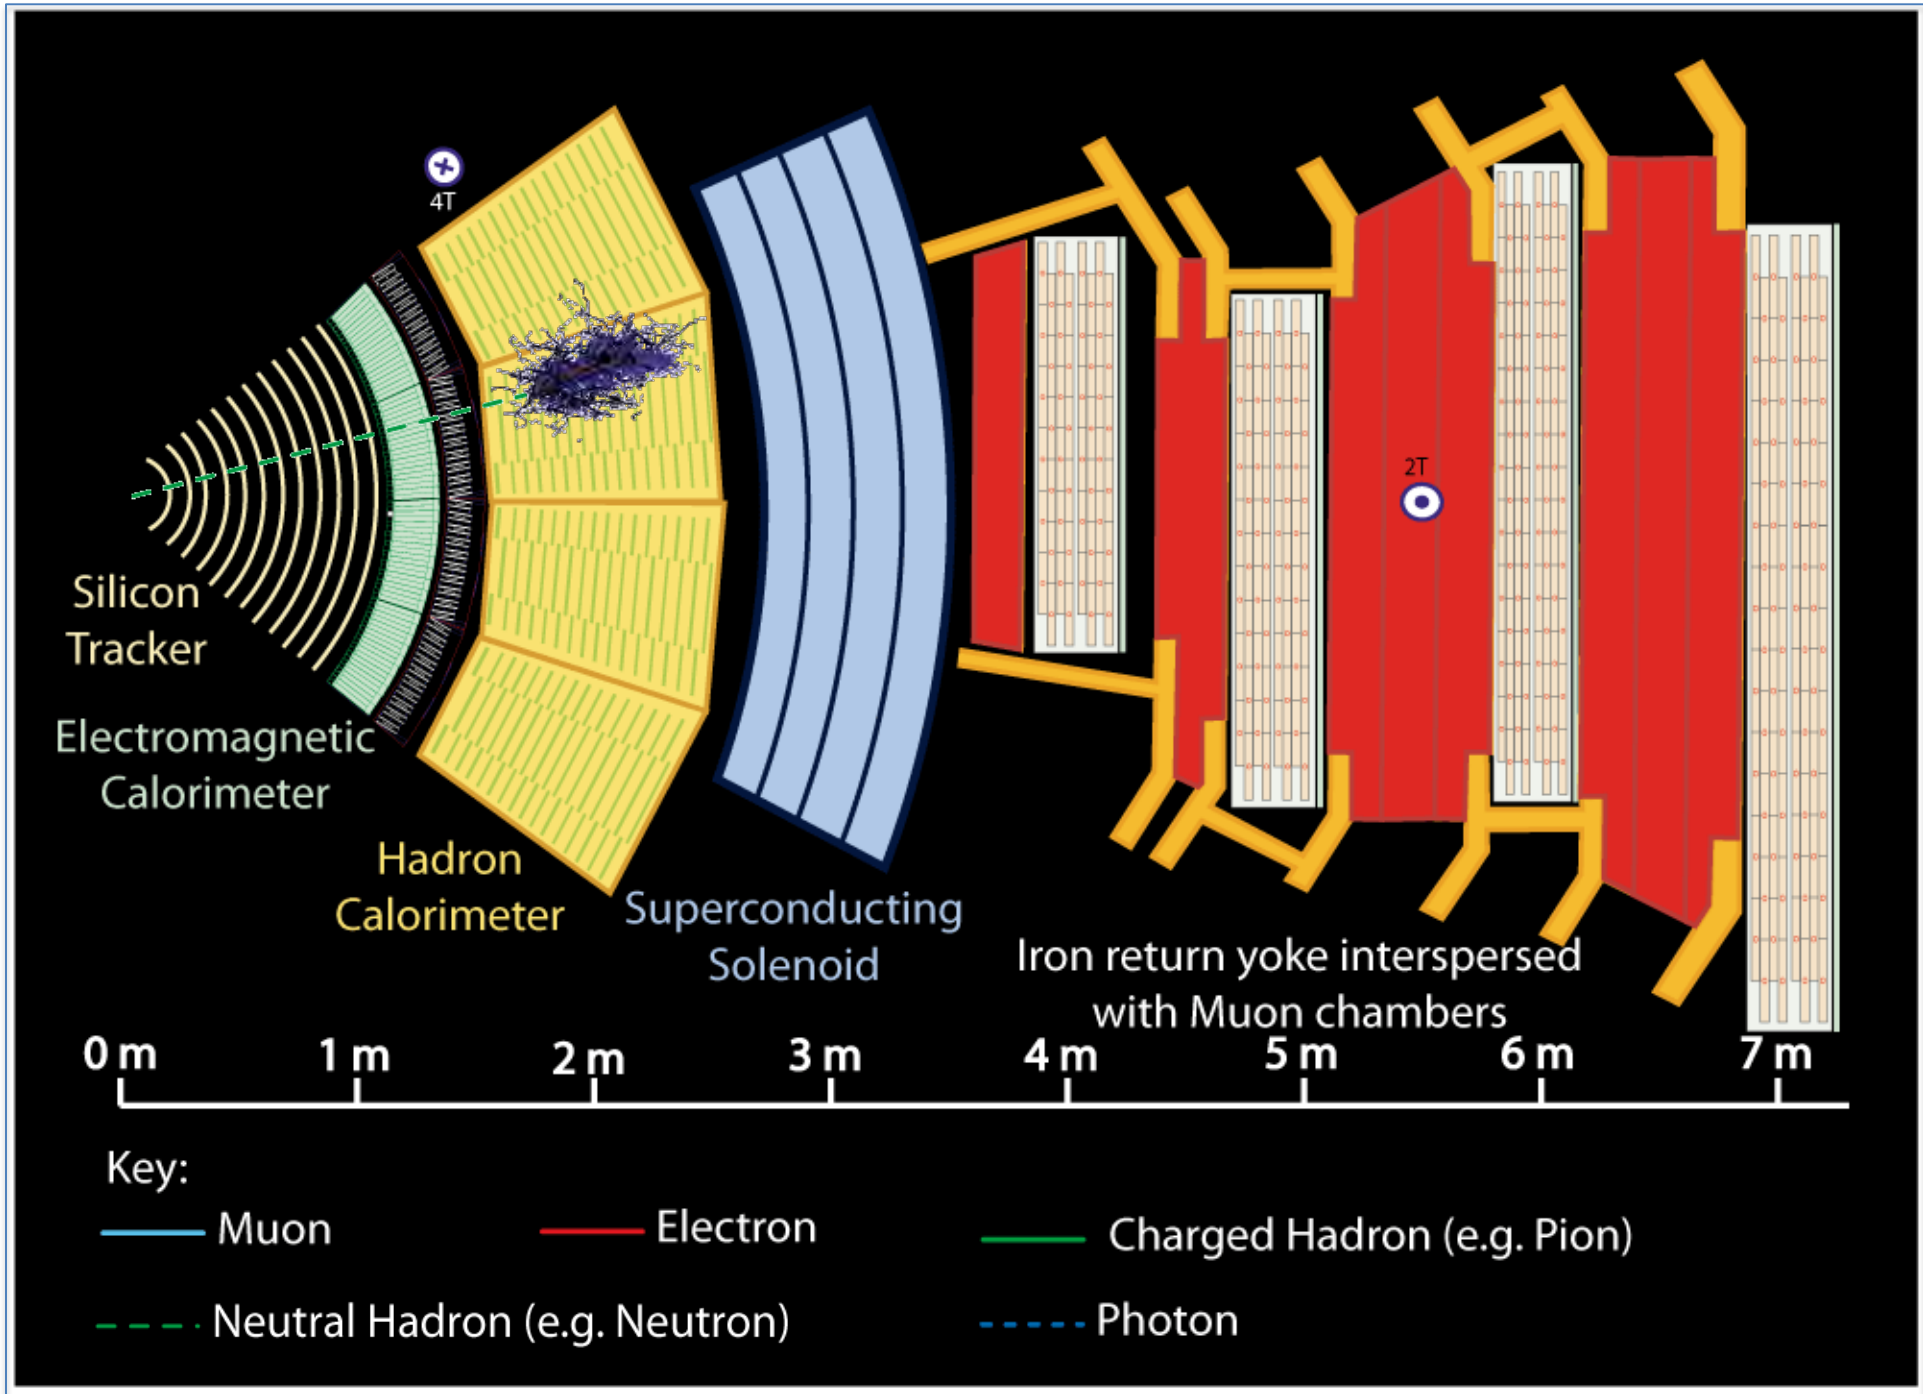 4T
2T
Silicon
Tracker
Electromagnetic
Calorimeter
Hadron
Calorimeter
Superconducting
Solenoid
Iron return yoke interspersed
with Muon chambers
0 m 1 m 2 m 3 m 4 m 5 m 6 m 7 m
Key:
Muon Electron Charged Hadron (e.g. Pion)
Neutral Hadron (e.g. Neutron) Photon